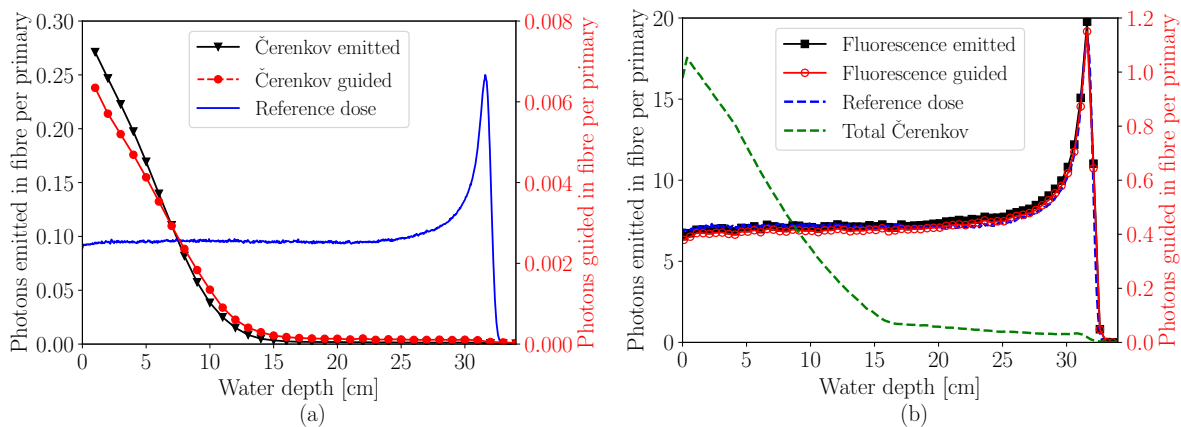 0.30
0.25
0.20
0.15
0.10
0.05
0.00
Photons emitted in fibre per primary
Čerenkov emitted
Čerenkov guided
Reference dose
0.008
0.006
0.004
0.002
0.000
Photons guided in fibre per primary
0 5 10 15 20 25 30
Water depth [cm]
(a)
20
15
10
5
0
Photons emitted in fibre per primary
Fluorescence emitted
Fluorescence guided
Reference dose
Total Čerenkov
1.2
1.0
0.8
0.6
0.4
0.2
0.0
Photons guided in fibre per primary
0 5 10 15 20 25 30
Water depth [cm]
(b)